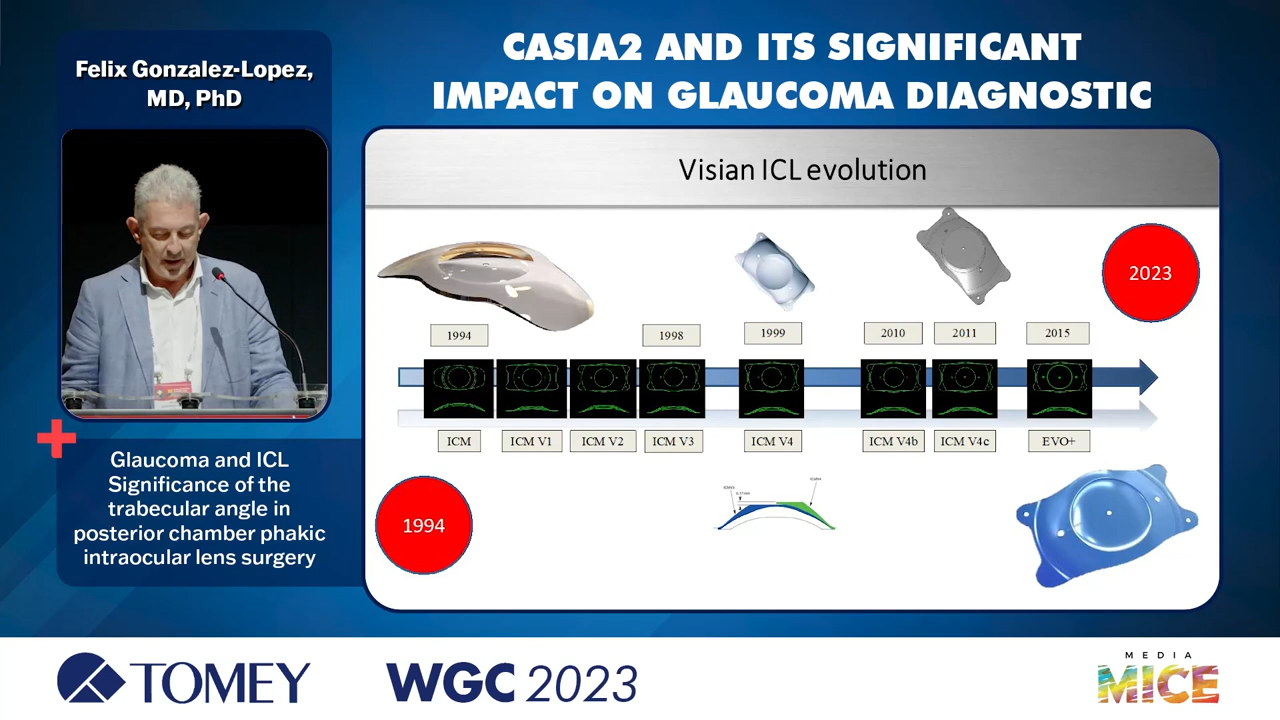 Felix Gonzalez-Lopez,
MD, PhD
CASIA2 AND ITS SIGNIFICANT
IMPACT ON GLAUCOMA DIAGNOSTIC
Visian ICL evolution
2023
1994
1998
1999
2010
2011
2015
ICM
ICM V1
ICM V2
ICM V3
ICM V4
ICM V4b
ICM V4c
EVO+
1994
Glaucoma and ICL
Significance of the
trabecular angle in
posterior chamber phakic
intraocular lens surgery
TOMEY
WGC 2023
MEDIA
MICE